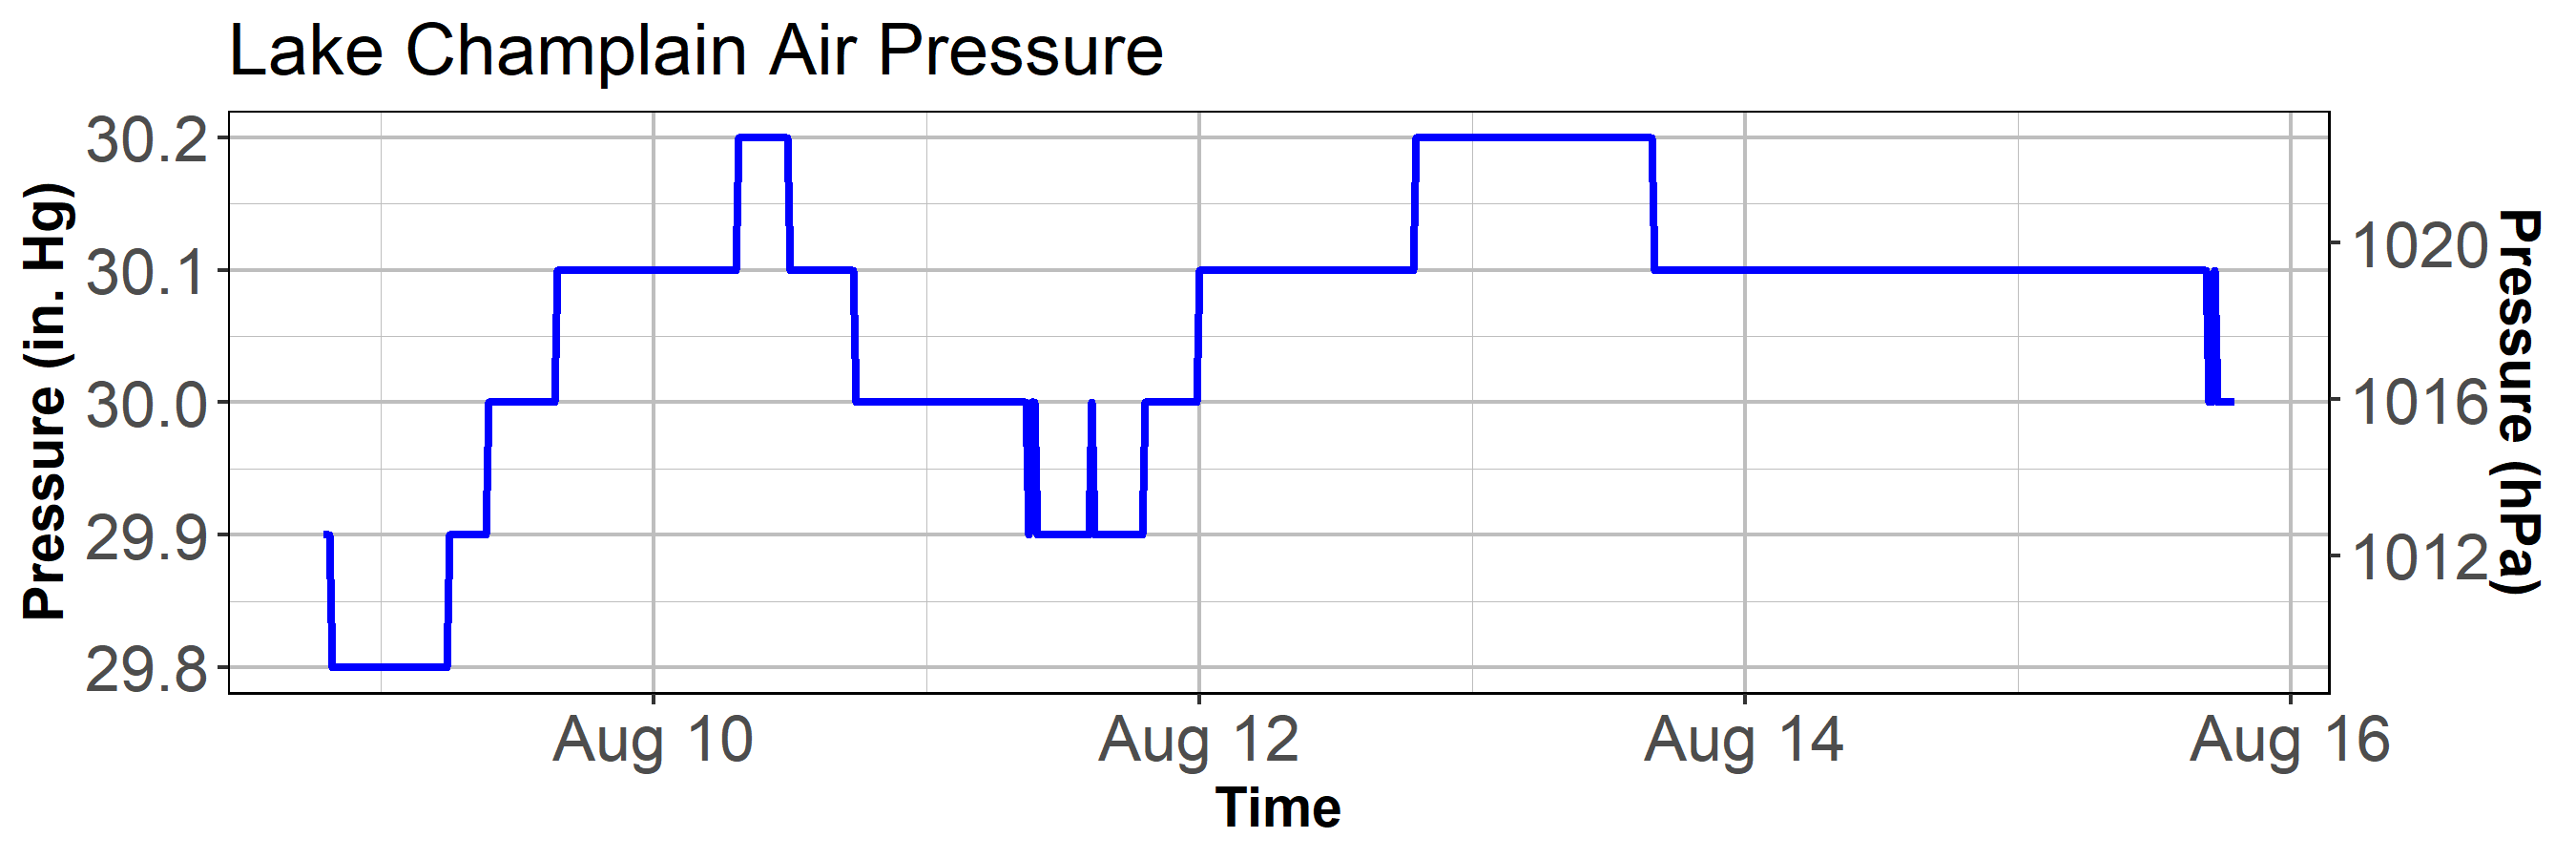 Lake Champlain Air Pressure
Pressure (in. Hg)
30.2
30.1
30.0
29.9
29.8
1020
1016
1012
Pressure (hPa)
Aug 10
Aug 12
Aug 14
Aug 16
Time